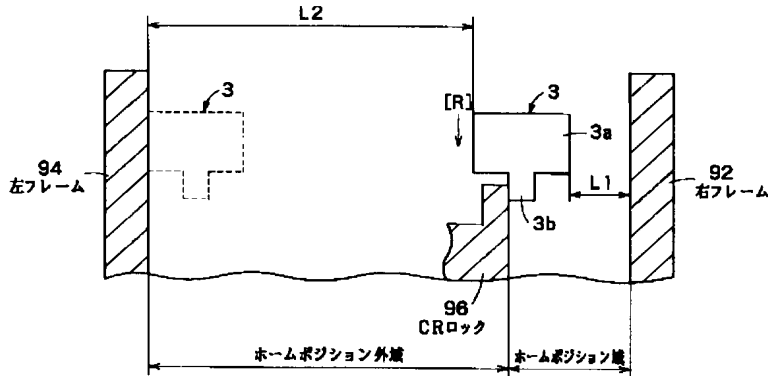 L2
3
[R]
3
3a
94
左フレーム
L1
92
右フレーム
3b
96
CRロック
ホームポジション外域
ホームポジション域